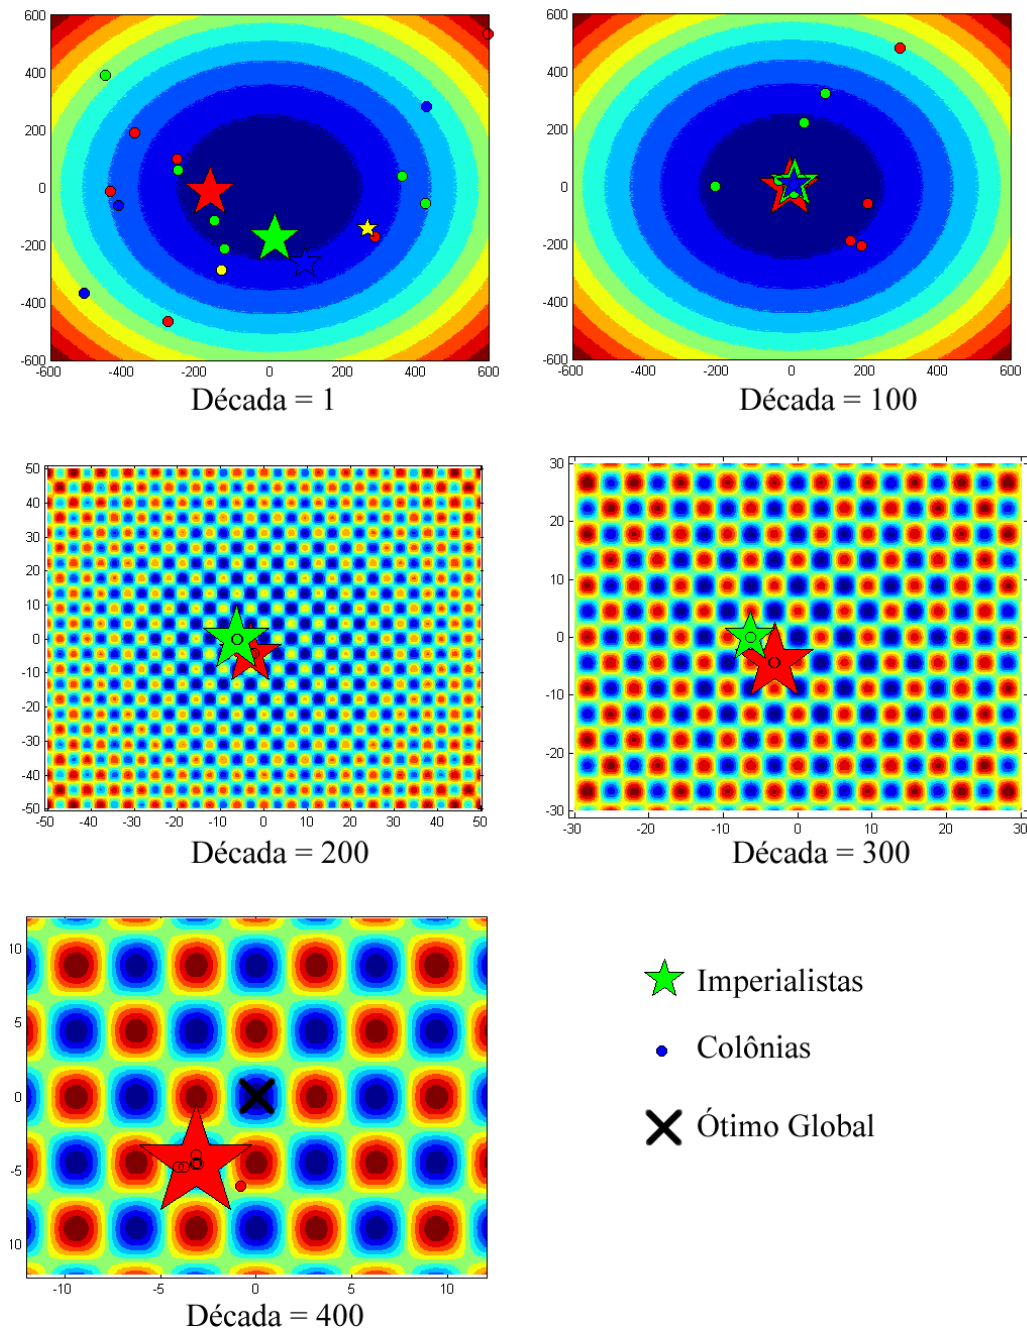 600
400
200
0
-200
-400
-600
-600 -400 -200 0 200 400 600
Década = 1
600
400
200
0
-200
-400
-600
-600 -400 -200 0 200 400 600
Década = 100
50
40
30
20
10
0
-10
-20
-30
-40
-50
-50 -40 -30 -20 -10 0 10 20 30 40 50
Década = 200
30
20
10
0
-10
-20
-30
-30 -20 -10 0 10 20 30
Década = 300
10
5
0
-5
10
-10 -5 0 5 10
Década = 400
Imperialistas
Colônias
Ótimo Global